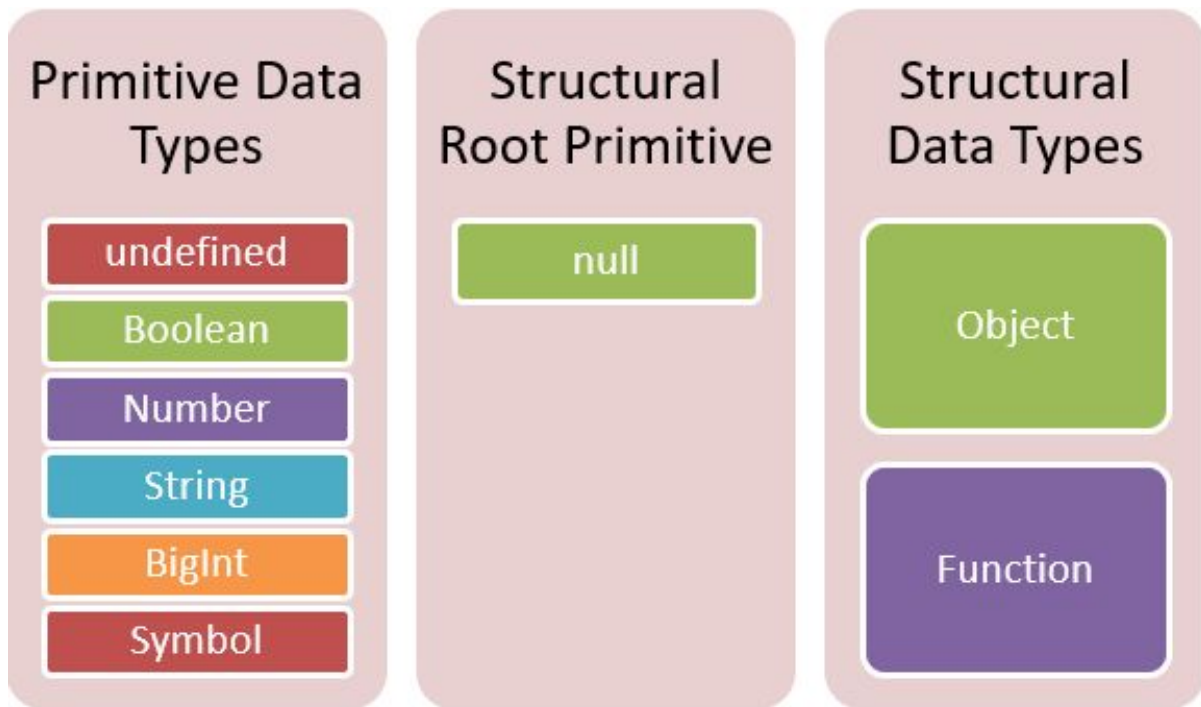 Primitive Data
Types
undefined
Boolean
Number
String
BigInt
Symbol
Structural
Root Primitive
null
Structural
Data Types
Object
Function